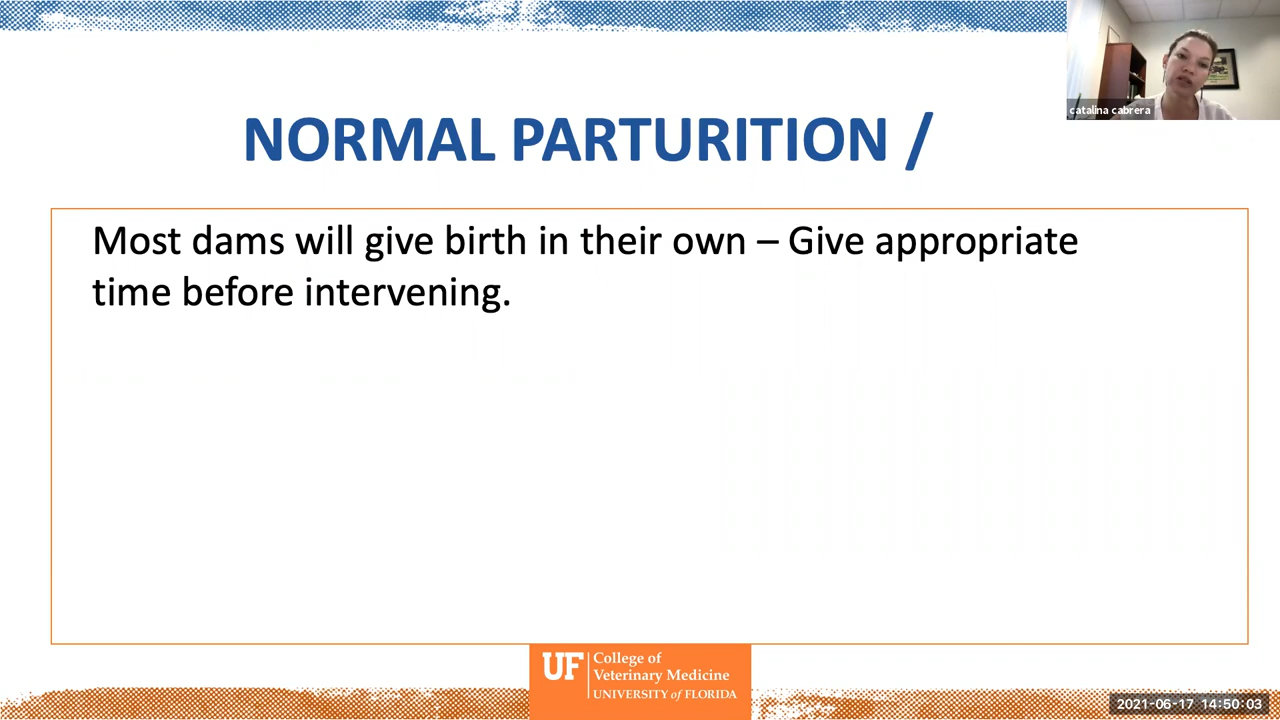 catalina cabrera
NORMAL PARTURITION /
Most dams will give birth in their own – Give appropriate
time before intervening.
UF
College of
Veterinary Medicine
UNIVERSITY of FLORIDA
2021-06-17 14:50:03